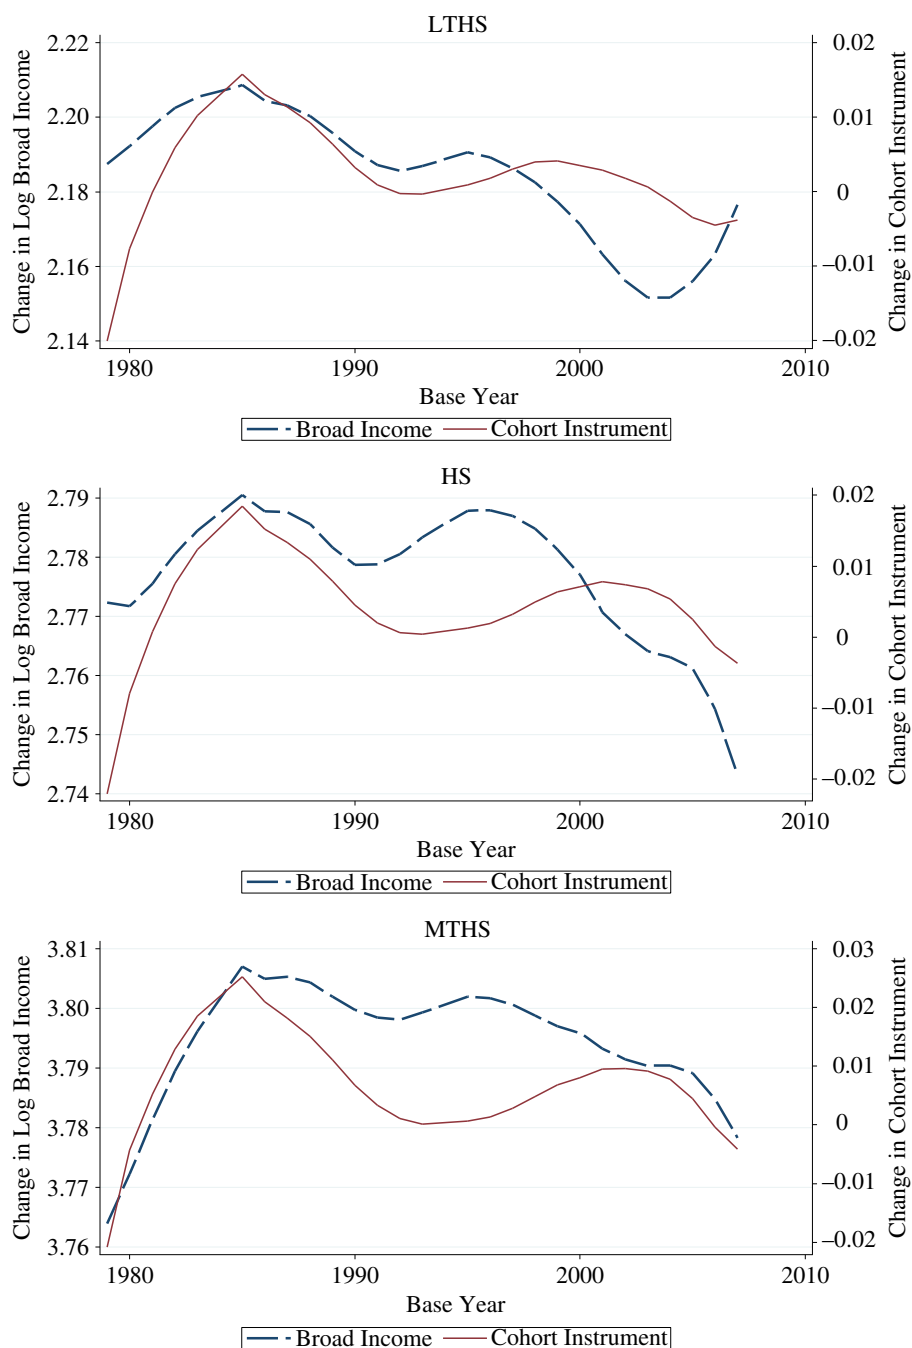 LTHS
Change in Log Broad Income
2.22
2.20
2.18
2.16
2.14
0.02
0.01
0
−0.01
−0.02
Change in Cohort Instrument
1980 1990 2000 2010
Base Year
Broad Income Cohort Instrument
HS
Change in Log Broad Income
2.79
2.78
2.77
2.76
2.75
2.74
0.02
0.01
0
−0.01
−0.02
Change in Cohort Instrument
1980 1990 2000 2010
Base Year
Broad Income Cohort Instrument
MTHS
Change in Log Broad Income
3.81
3.80
3.79
3.78
3.77
3.76
0.03
0.02
0.01
0
−0.01
−0.02
Change in Cohort Instrument
1980 1990 2000 2010
Base Year
Broad Income Cohort Instrument